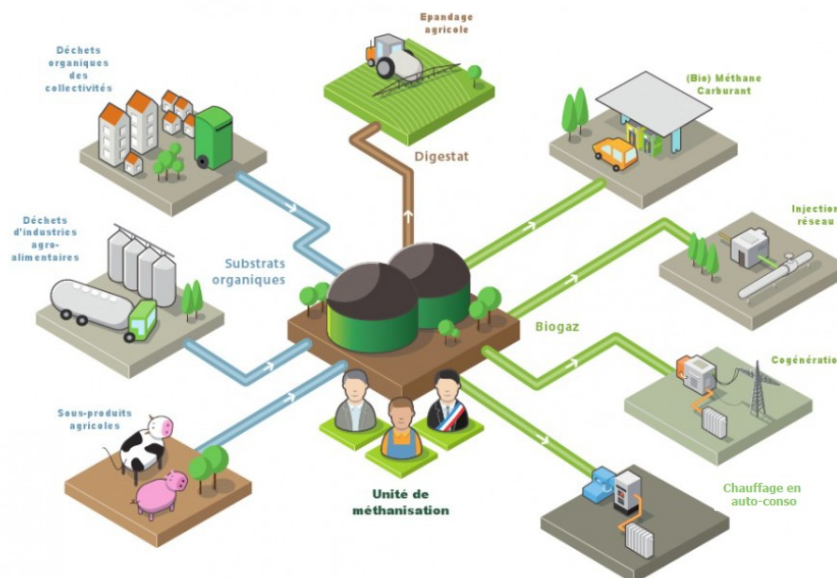 Epandage
agricole
Déchets
organiques
des
collectivités
(Bio) Méthane
Carburant
Digestat
Déchets
d'industries
agro-
alimentaires
Injection
réseau
Substrats
organiques
Biogaz
Cogénératio
Sous-produits
agricoles
Unité de
méthanisation
Chauffage en
auto-conso